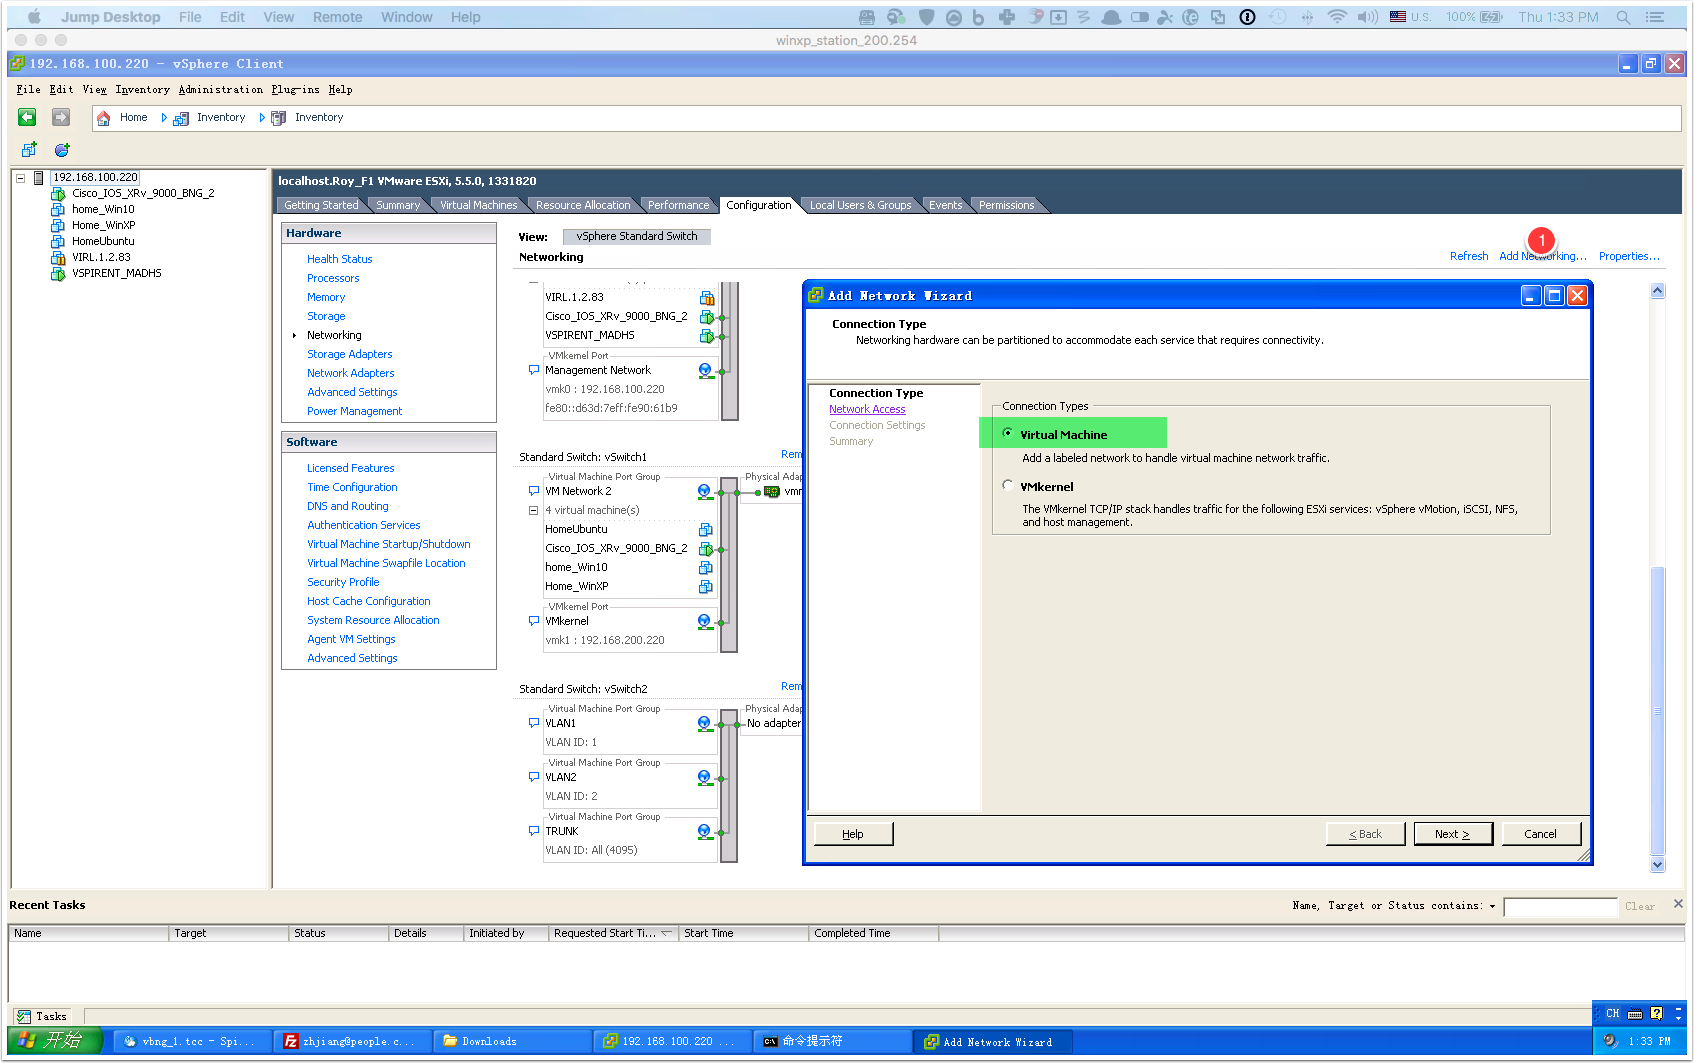 Jump Desktop File Edit View Remote Window Help U.S. 100% Thu 1:33 PM
winxp_station_200.254
192.168.100.220 - vSphere Client
File Edit View Inventory Administration Plug-ins Help
Home Inventory Inventory
192.168.100.220
Cisco_IOS_XRv_9000_BNG_2
home_Win10
Home_WinXP
HomeUbuntu
VIRL.1.2.83
VSPIRENT_MADHS
localhost.Roy_F1 VMware ESXi, 5.5.0, 1331820
Getting Started Summary Virtual Machines Resource Allocation Performance Configuration Local Users & Groups Events Permissions
Hardware
Health Status
Processors
Memory
Storage
Networking
Storage Adapters
Network Adapters
Advanced Settings
Power Management
Software
Licensed Features
Time Configuration
DNS and Routing
Authentication Services
Virtual Machine Startup/Shutdown
Virtual Machine Swapfile Location
Security Profile
Host Cache Configuration
System Resource Allocation
Agent VM Settings
Advanced Settings
View: vSphere Standard Switch
Networking
1
Refresh Add Networking... Properties...
VIRL.1.2.83
Cisco_IOS_XRv_9000_BNG_2
VSPIRENT_MADHS
VMkernel Port
Management Network
vmk0 : 192.168.100.220
fe80::d63d:7eff:fe90:61b9
Standard Switch: vSwitch1 Rem
Virtual Machine Port Group Physical Adap
VM Network 2 vmn
4 virtual machine(s)
HomeUbuntu
Cisco_IOS_XRv_9000_BNG_2
home_Win10
Home_WinXP
VMkernel Port
VMkernel
vmk1 : 192.168.200.220
Standard Switch: vSwitch2 Rem
Virtual Machine Port Group Physical Adap
VLAN1 No adapter
VLAN ID: 1
Virtual Machine Port Group
VLAN2
VLAN ID: 2
Virtual Machine Port Group
TRUNK
VLAN ID: All (4095)
Add Network Wizard
Connection Type
Networking hardware can be partitioned to accommodate each service that requires connectivity.
Connection Type
Network Access
Connection Settings
Summary
Connection Types
Virtual Machine
Add a labeled network to handle virtual machine network traffic.
VMkernel
The VMkernel TCP/IP stack handles traffic for the following ESXi services: vSphere vMotion, iSCSI, NFS,
and host management.
Help < Back Next > Cancel
Recent Tasks Name, Target or Status contains: Clear
Name Target Status Details Initiated by Requested Start Ti... Start Time Completed Time
Tasks
CH
开始 vbng_1.tcc - Spi... zhjiang@people.c... Downloads 192.168.100.220 ... 命令提示符 Add Network Wizard 1:33 PM